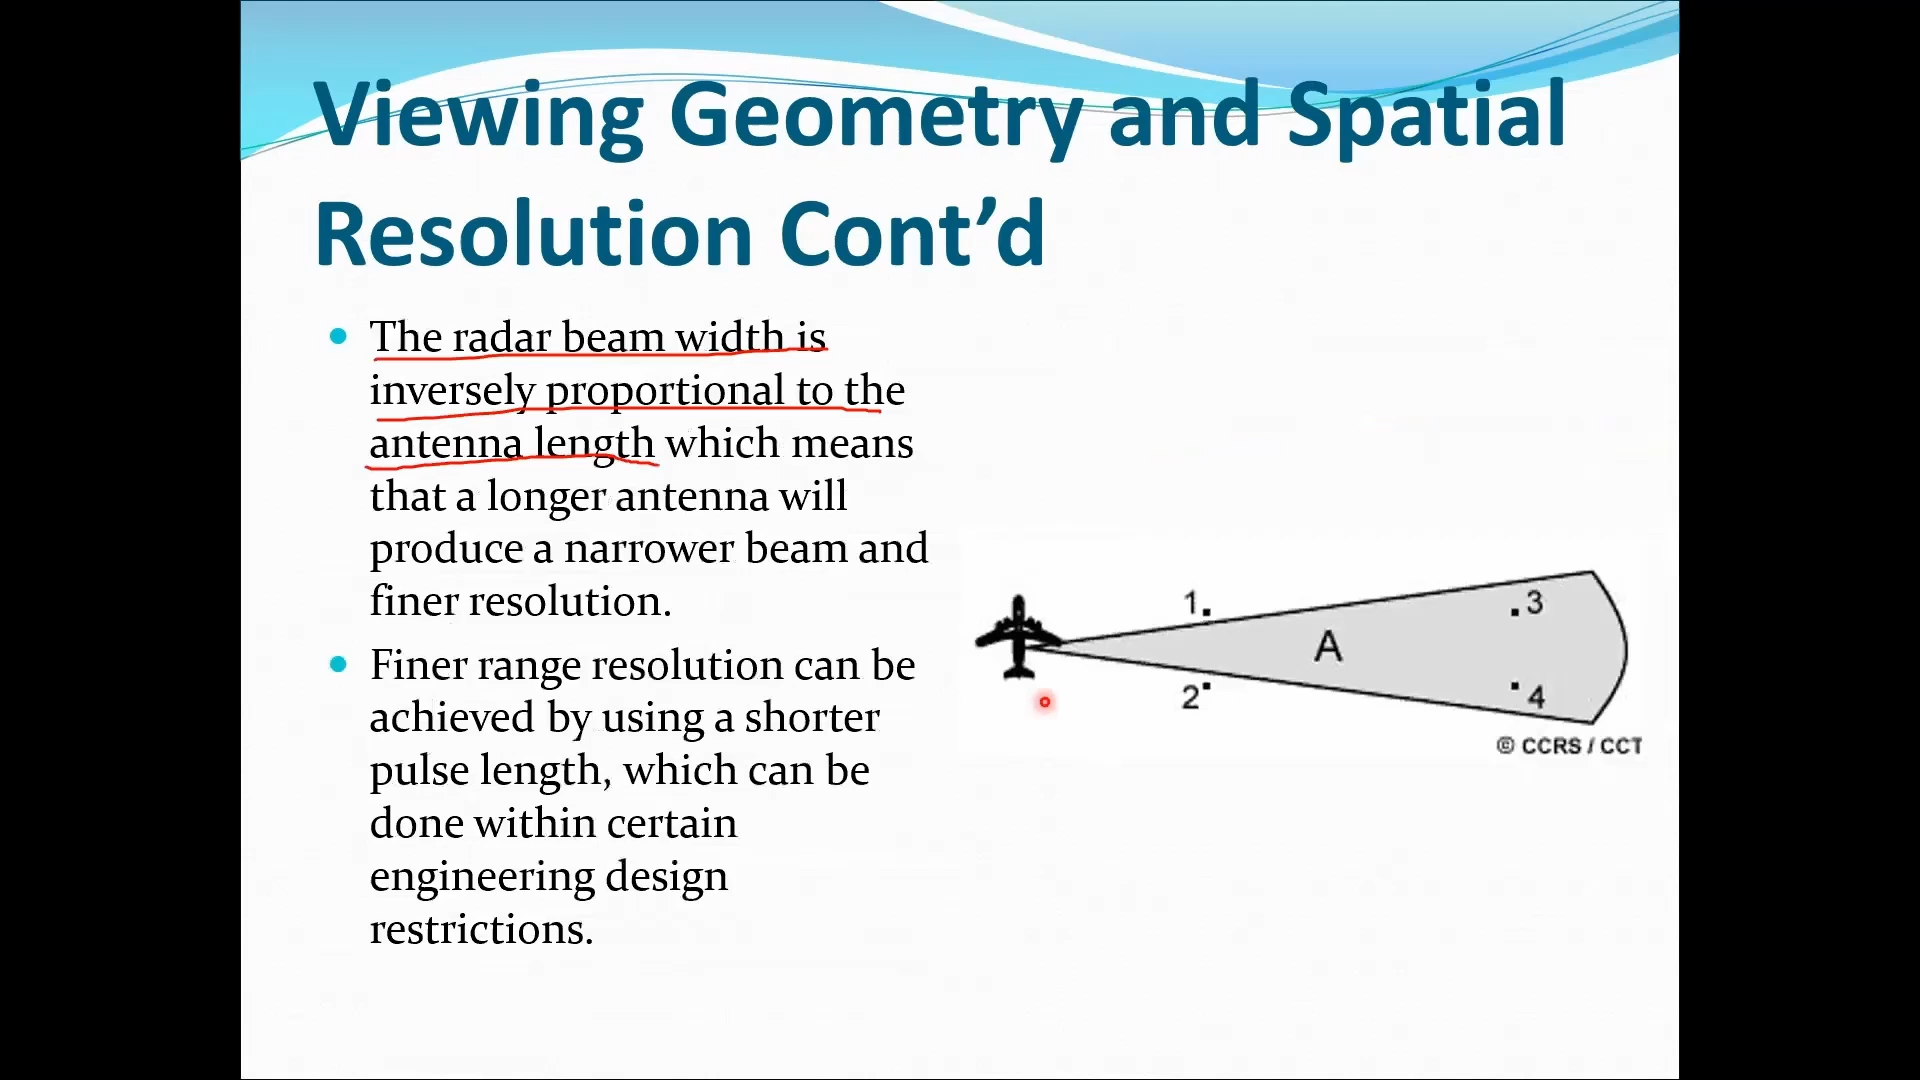 Viewing Geometry and Spatial
Resolution Cont’d
The radar beam width is
inversely proportional to the
antenna length which means
that a longer antenna will
produce a narrower beam and
finer resolution.
Finer range resolution can be
achieved by using a shorter
pulse length, which can be
done within certain
engineering design
restrictions.
1
3
A
2
4
© CCRS / CCT